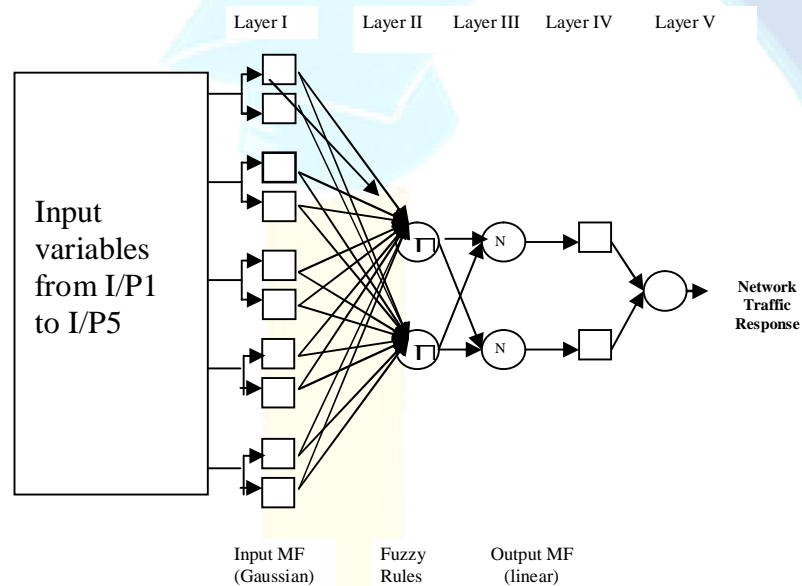 Layer I Layer II Layer III Layer IV Layer V
Input
variables
from I/P1
to I/P5
∏ N
∏ N
Network
Traffic
Response
Input MF
(Gaussian)
Fuzzy
Rules
Output MF
(linear)